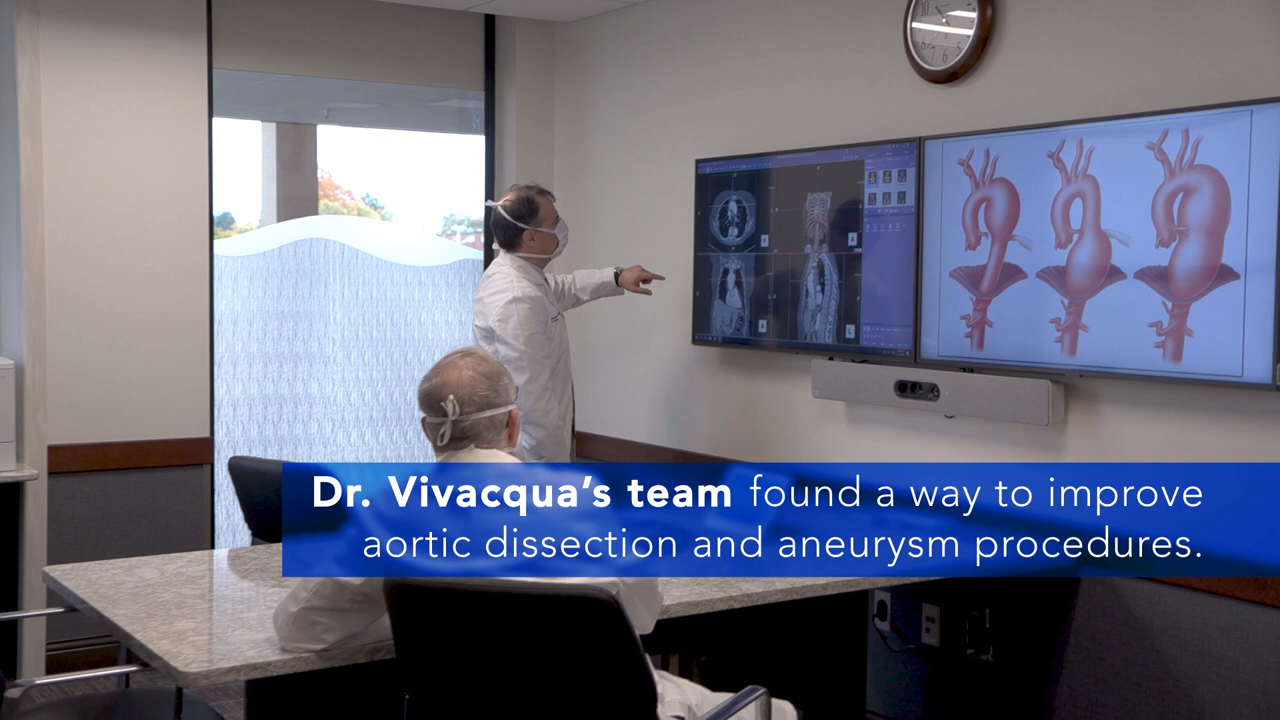 Dr. Vivacqua's team found a way to improve
aortic dissection and aneurysm procedures.